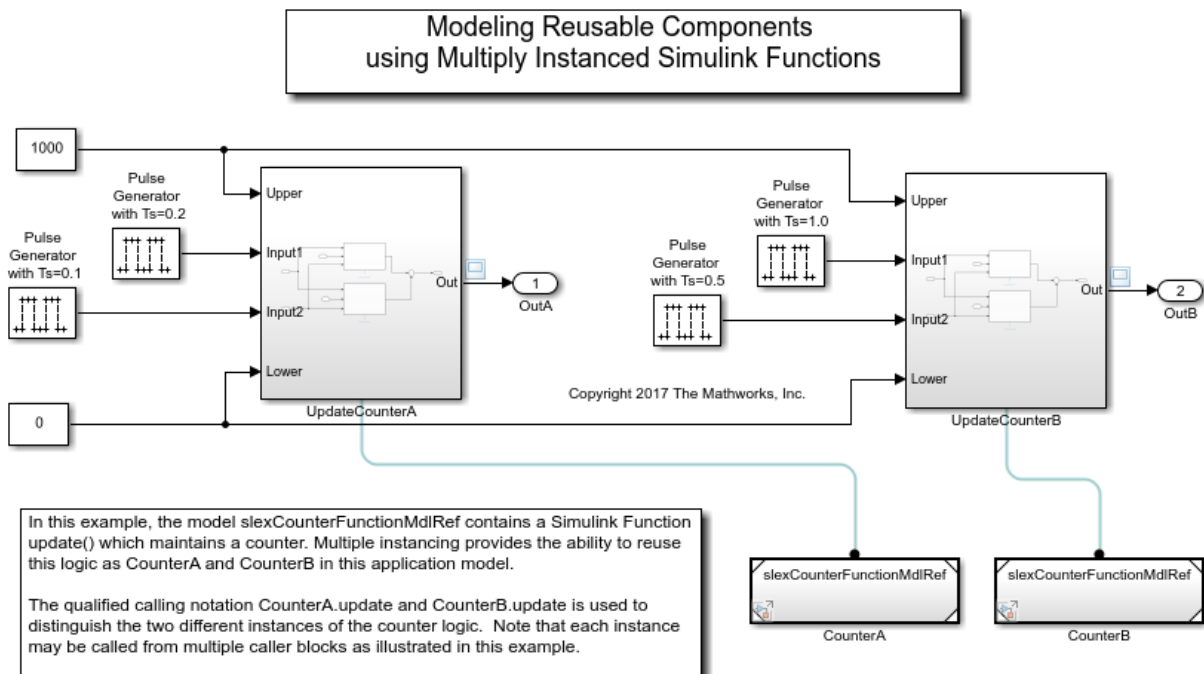 Modeling Reusable Components
using Multiply Instanced Simulink Functions
1000
Pulse
Generator
with Ts=0.2
Pulse
Generator
with Ts=0.1
Upper
Input1
Input2
Lower
Out
UpdateCounterA
1
OutA
0
Pulse
Generator
with Ts=1.0
Pulse
Generator
with Ts=0.5
Upper
Input1
Input2
Lower
Out
UpdateCounterB
2
OutB
Copyright 2017 The Mathworks, Inc.
In this example, the model slexCounterFunctionMdlRef contains a Simulink Function
update() which maintains a counter. Multiple instancing provides the ability to reuse
this logic as CounterA and CounterB in this application model.
The qualified calling notation CounterA.update and CounterB.update is used to
distinguish the two different instances of the counter logic.  Note that each instance
may be called from multiple caller blocks as illustrated in this example.
slexCounterFunctionMdlRef
CounterA
slexCounterFunctionMdlRef
CounterB